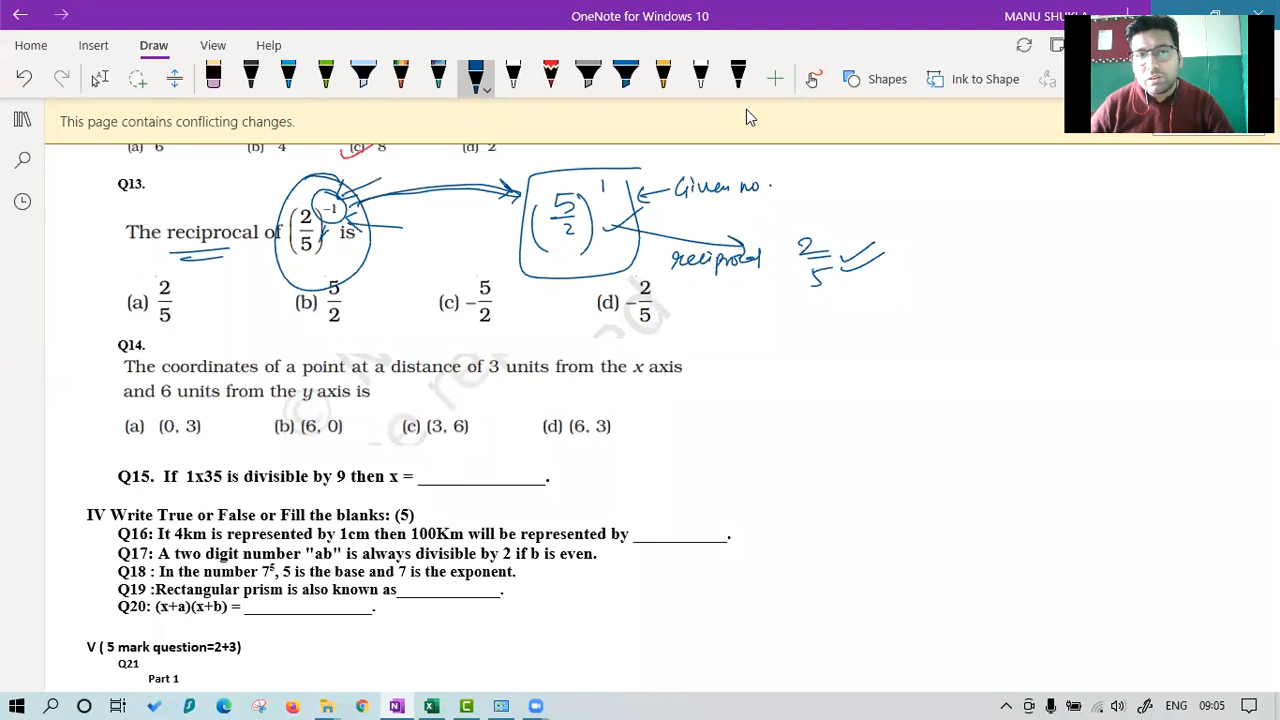 OneNote for Windows 10
MANU SHUKLA
Home Insert Draw View Help
Shapes Ink to Shape
This page contains conflicting changes.
(a) 6 (b) 4 (c) 8 (d) 2
Q13.
The reciprocal of (2/5)⁻¹ is
(5/2)¹
Given no.
reciprocal 2/5
(a) 2/5 (b) 5/2 (c) –5/2 (d) –2/5
Q14.
The coordinates of a point at a distance of 3 units from the x axis
and 6 units from the y axis is
(a) (0, 3) (b) (6, 0) (c) (3, 6) (d) (6, 3)
Q15. If 1x35 is divisible by 9 then x = ______________.
IV Write True or False or Fill the blanks: (5)
Q16: It 4km is represented by 1cm then 100Km will be represented by ___________.
Q17: A two digit number "ab" is always divisible by 2 if b is even.
Q18 : In the number 7⁵, 5 is the base and 7 is the exponent.
Q19 :Rectangular prism is also known as____________.
Q20: (x+a)(x+b) = _______________.
V ( 5 mark question=2+3)
Q21
Part 1
ENG 09:05